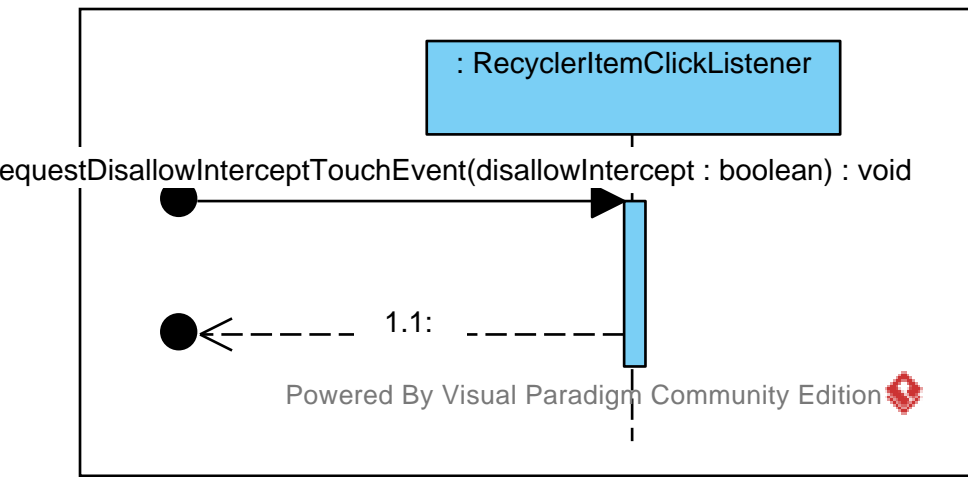 : RecyclerItemClickListener
equestDisallowInterceptTouchEvent(disallowIntercept : boolean) : void
1.1:
Powered By Visual Paradigm Community Edition